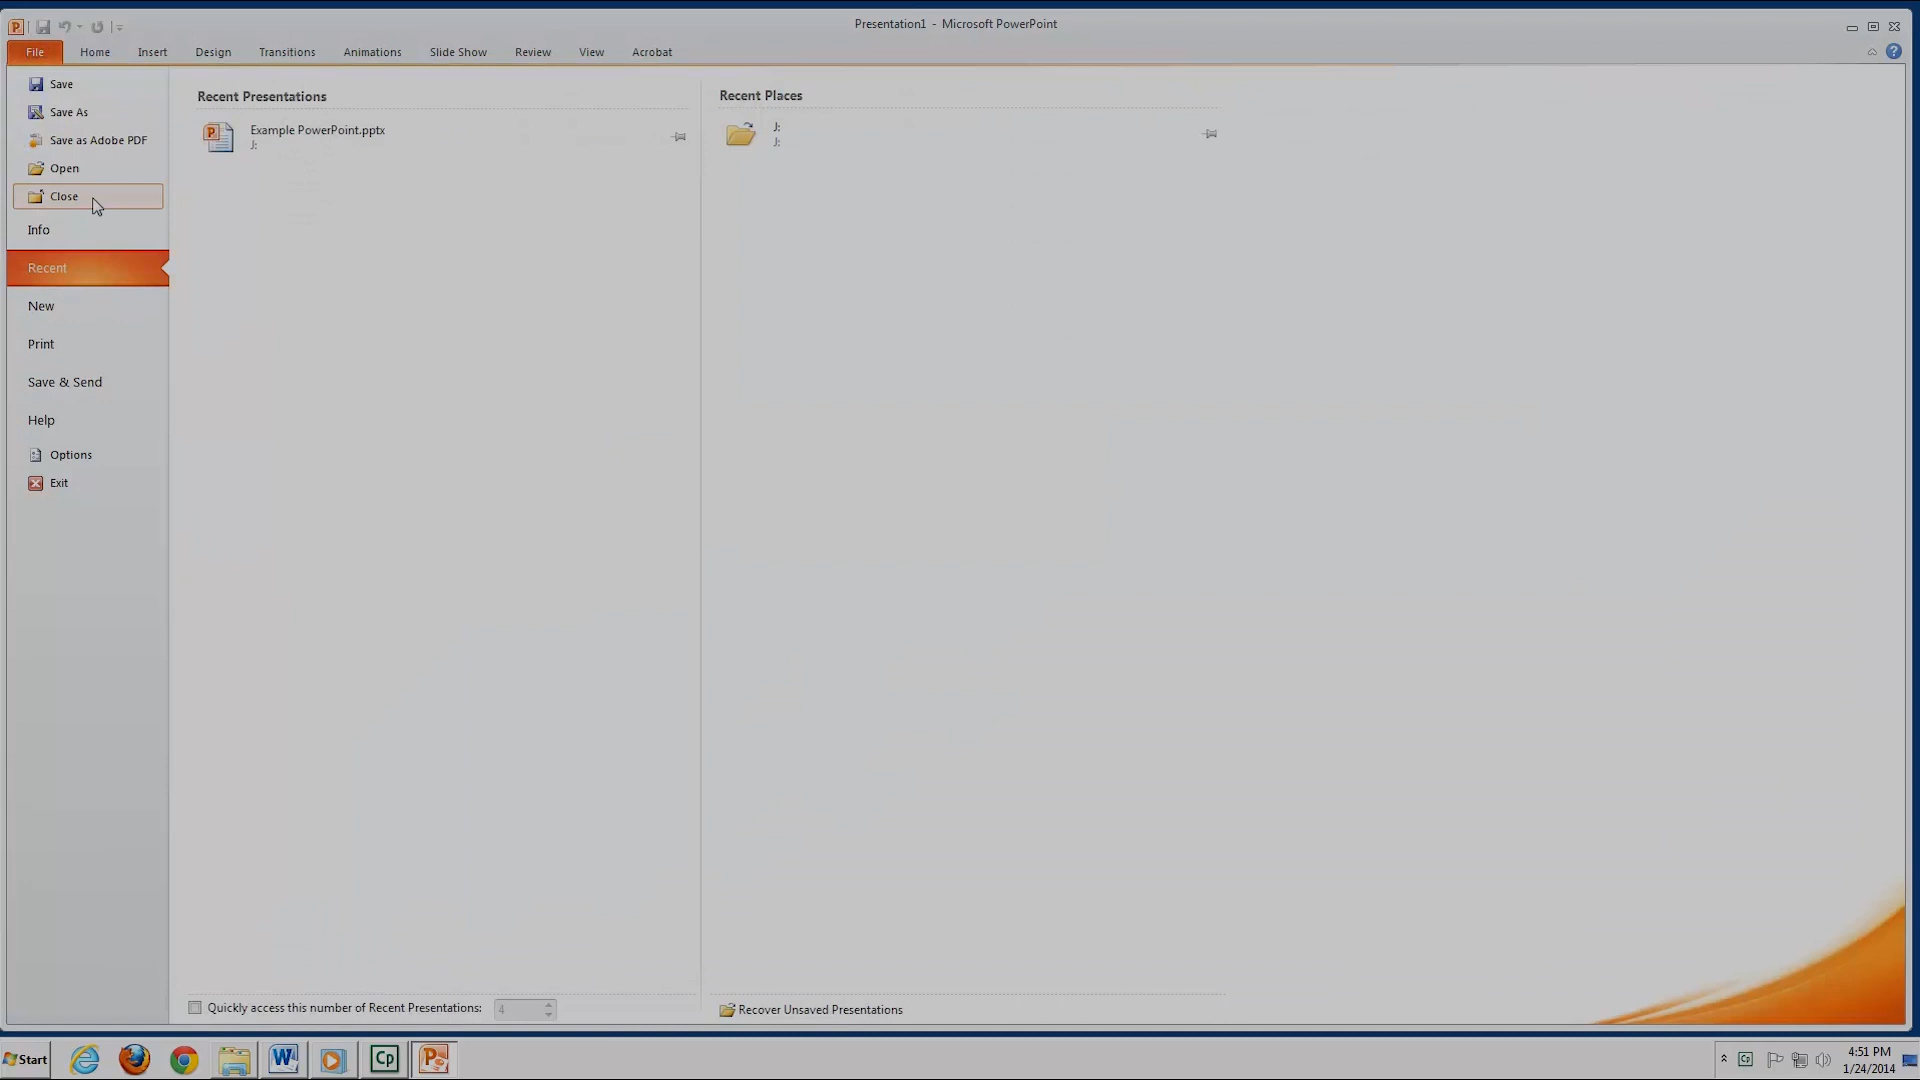 Presentation1 - Microsoft PowerPoint
File Home Insert Design Transitions Animations Slide Show Review View Acrobat
Save
Save As
Save as Adobe PDF
Open
Close
Info
Recent
New
Print
Save & Send
Help
Options
Exit
Recent Presentations
Example PowerPoint.pptx
J:
Quickly access this number of Recent Presentations: 4
Recent Places
J:
J:
Recover Unsaved Presentations
Start
W
Cp
P
Cp
4:51 PM
1/24/2014